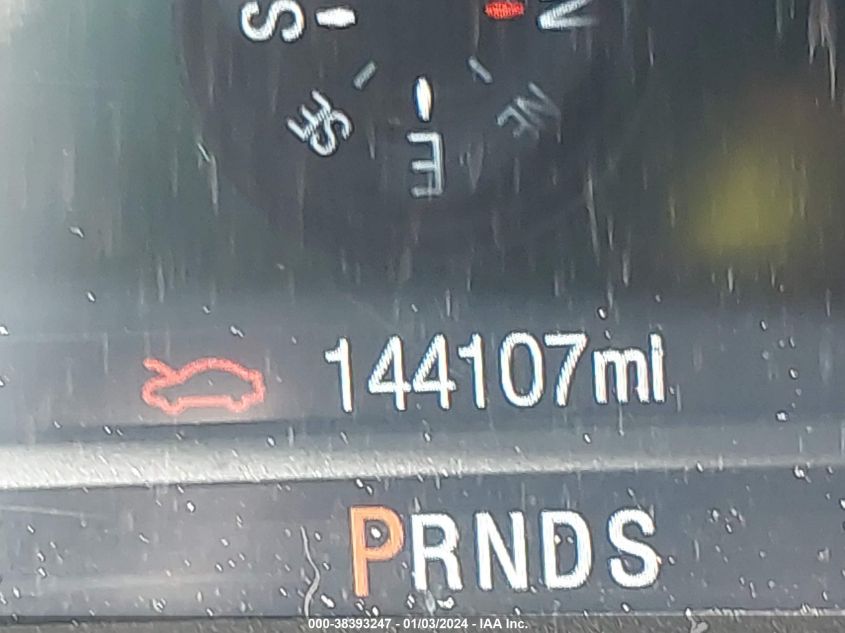 S N
SE NE
E
144107mi
PRNDS
000-38393247 - 01/03/2024 - IAA Inc.